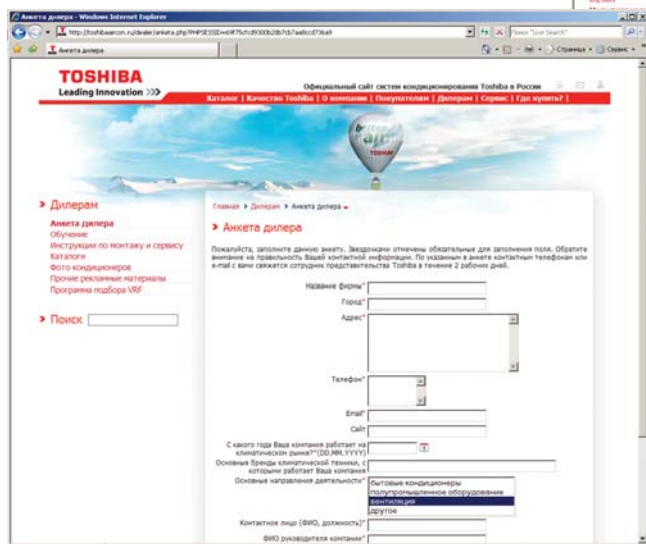 Анкета дилера - Windows Internet Explorer
Live Search
Анкета дилера
Страница
Сервис
TOSHIBA
Leading Innovation >>>
Официальный сайт систем кондиционирования Toshiba в России
Каталог | Качество Toshiba | О компании | Покупателям | Дилерам | Сервис | Где купить? |
TOSHIBA
Дилерам
Анкета дилера
Обучение
Инструкции по монтажу и сервису
Каталоги
Фото кондиционеров
Прочие рекламные материалы
Программа подбора VRF
Поиск
Главная Дилерам Анкета дилера
Анкета дилера
Пожалуйста, заполните данную анкету. Звездочками отмечены обязательные для заполнения поля. Обратите
внимание на правильность Вашей контактной информации. По указанным в анкете контактным телефонам или
e-mail с вами свяжется сотрудник представительства Toshiba в течение 2 рабочих дней.
Название фирмы*
Город*
Адрес*
Телефон*
Email*
Сайт
С какого года Ваша компания работает на
климатическом рынке?*(DD.MM.YYYY)
Основные бренды климатической техники, с
которыми работает Ваша компания
Основные направления деятельности*
бытовые кондиционеры
полупромышленное оборудование
вентиляция
другое
Контактное лицо (ФИО, должность)*
ФИО руководителя компании*